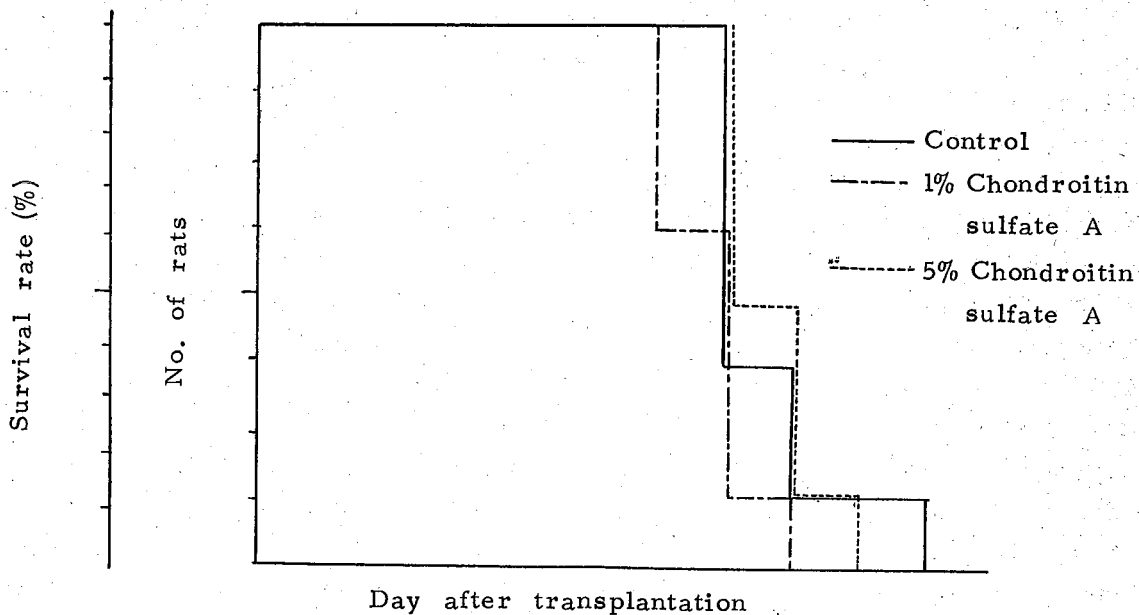 Survival rate (%)
No. of rats
Control
1% Chondroitin
sulfate A
5% Chondroitin
sulfate A
Day after transplantation